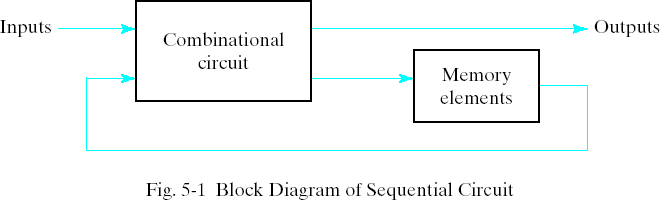 Inputs
Combinational
circuit
Outputs
Memory
elements
Fig. 5-1 Block Diagram of Sequential Circuit